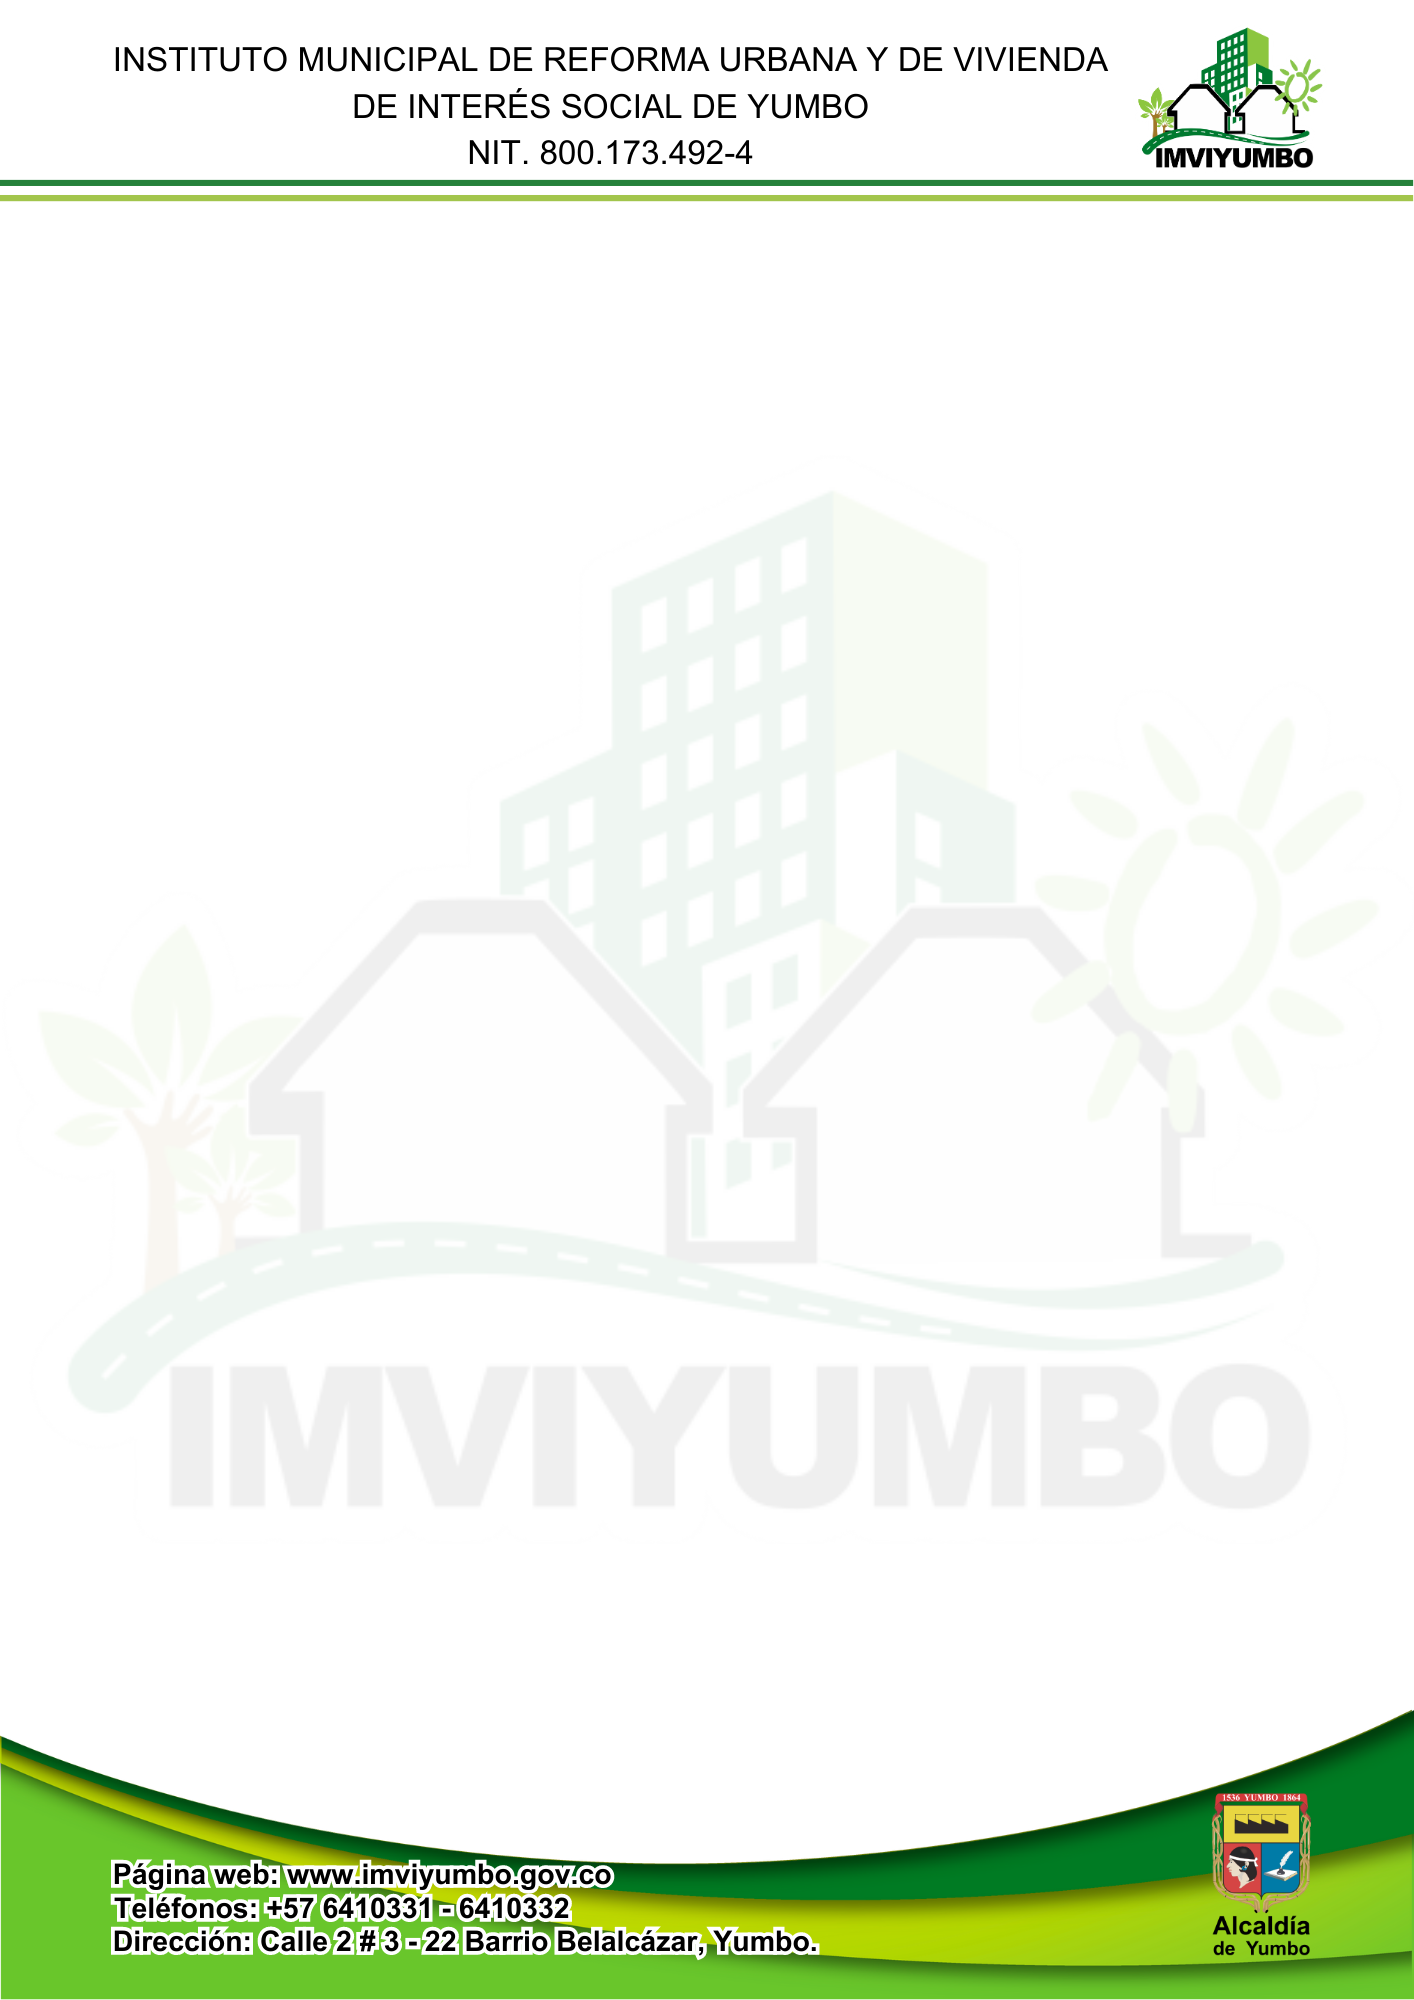 INSTITUTO MUNICIPAL DE REFORMA URBANA Y DE VIVIENDA
DE INTERÉS SOCIAL DE YUMBO
NIT. 800.173.492-4
IMVIYUMBO
IMVIYUMBO
1536 YUMBO 1864
Página web: www.imviyumbo.gov.co
Teléfonos: +57 6410331 - 6410332
Dirección: Calle 2 # 3 - 22 Barrio Belalcázar, Yumbo.
Alcaldía
de Yumbo